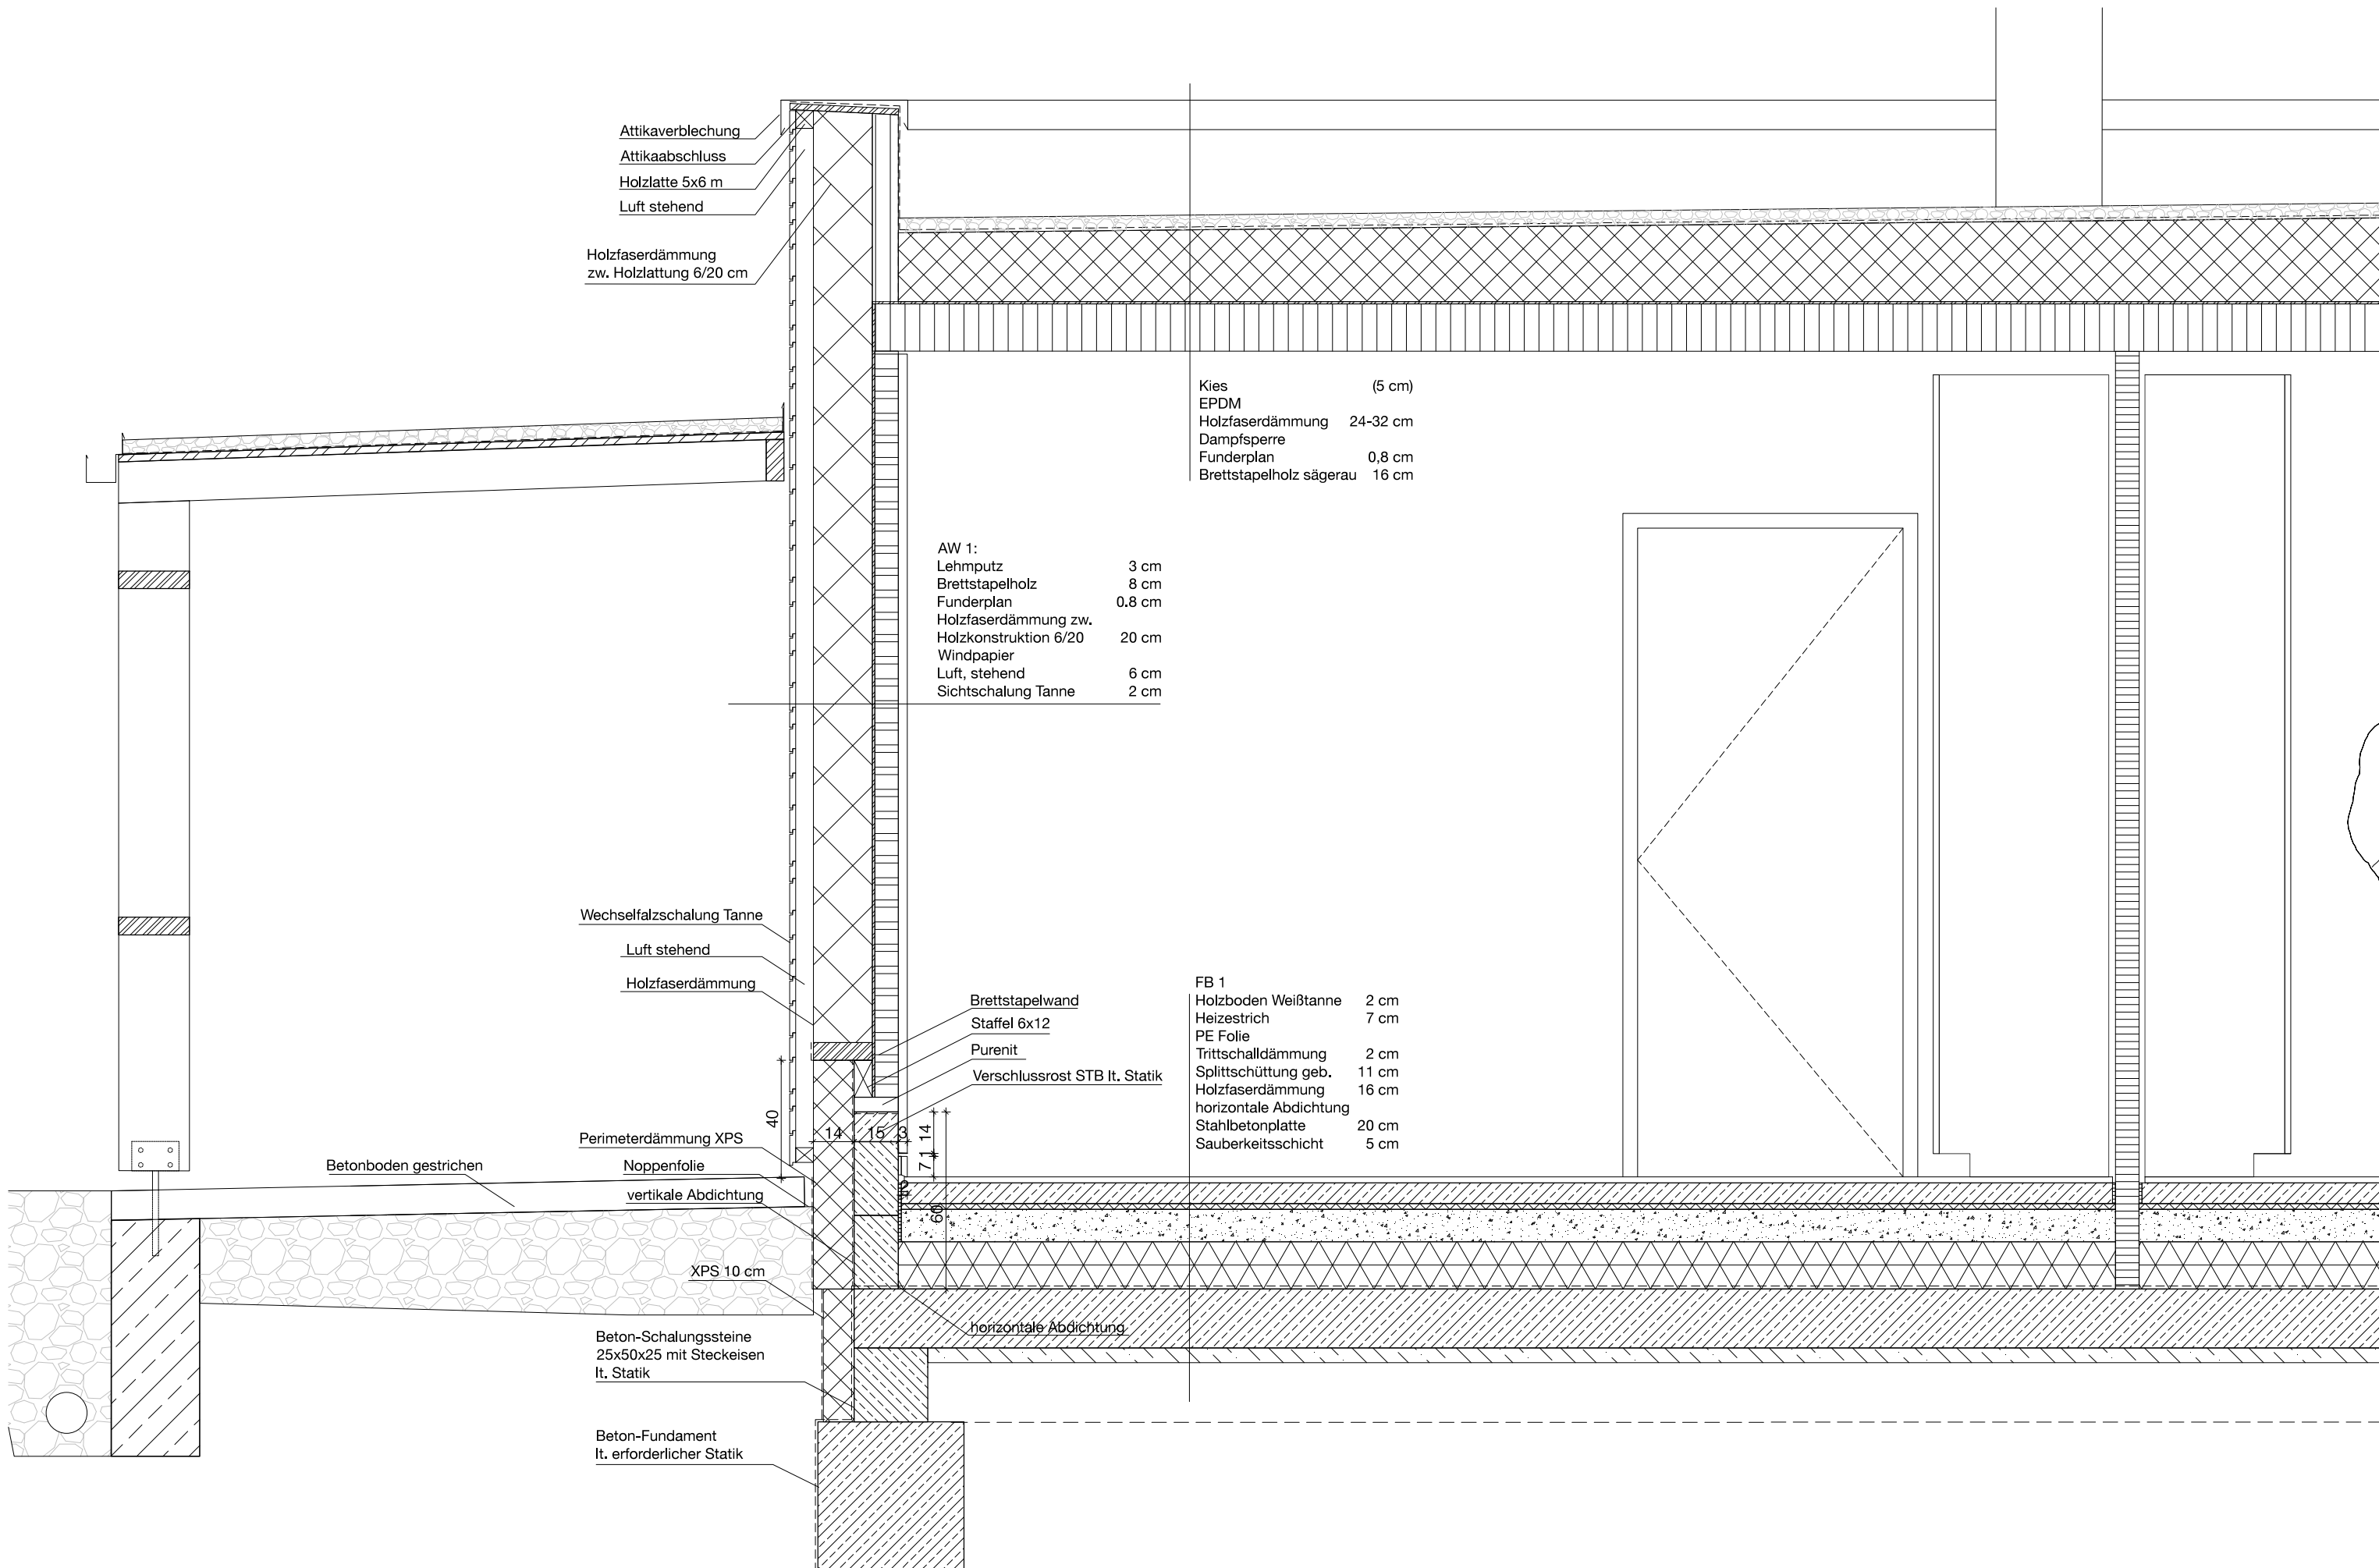 Attikaverblechung
Attikaabschluss
Holzlatte 5x6 m
Luft stehend
Holzfaserdämmung
zw. Holzlattung 6/20 cm
Kies (5 cm)
EPDM
Holzfaserdämmung 24-32 cm
Dampfsperre
Funderplan 0,8 cm
Brettstapelholz sägerau 16 cm
AW 1:
Lehmputz 3 cm
Brettstapelholz 8 cm
Funderplan 0.8 cm
Holzfaserdämmung zw.
Holzkonstruktion 6/20 20 cm
Windpapier
Luft, stehend 6 cm
Sichtschalung Tanne 2 cm
Wechselfalzschalung Tanne
Luft stehend
Holzfaserdämmung
Brettstapelwand
Staffel 6x12
Purenit
Verschlussrost STB lt. Statik
FB 1
Holzboden Weißtanne 2 cm
Heizestrich 7 cm
PE Folie
Trittschalldämmung 2 cm
Splittschüttung geb. 11 cm
Holzfaserdämmung 16 cm
horizontale Abdichtung
Stahlbetonplatte 20 cm
Sauberkeitsschicht 5 cm
40
14 15 3
14
1
7
2
60
Perimeterdämmung XPS
Betonboden gestrichen
Noppenfolie
vertikale Abdichtung
XPS 10 cm
horizontale Abdichtung
Beton-Schalungssteine
25x50x25 mit Steckeisen
lt. Statik
Beton-Fundament
lt. erforderlicher Statik